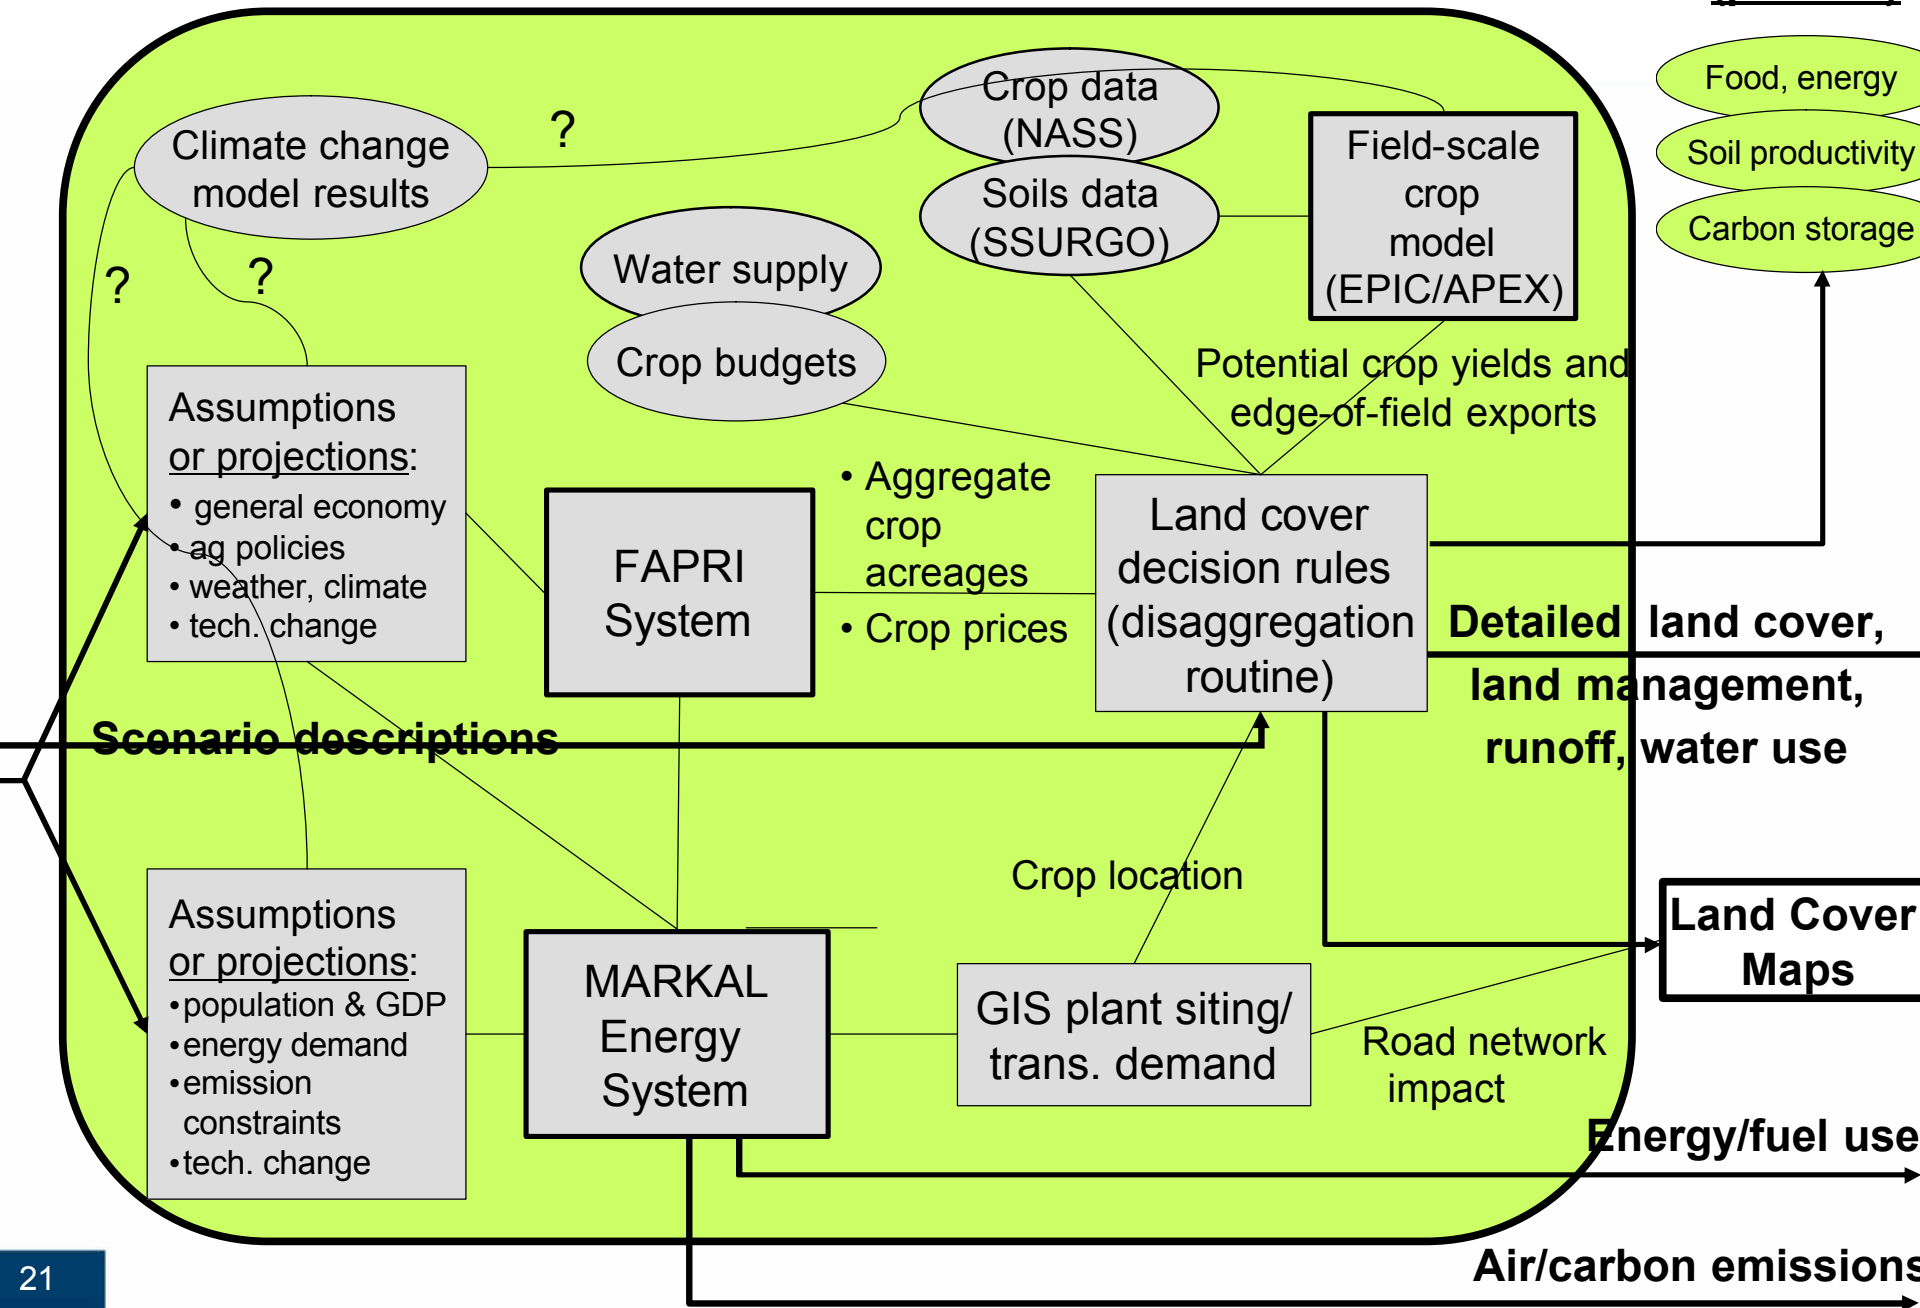 Food, energy
Soil productivity
Carbon storage
Crop data
(NASS)
Soils data
(SSURGO)
Field-scale
crop
model
(EPIC/APEX)
Climate change
model results
?
?
?
Water supply
Crop budgets
Potential crop yields and
edge-of-field exports
Assumptions
or projections:
• general economy
• ag policies
• weather, climate
• tech. change
FAPRI
System
• Aggregate
crop
acreages
• Crop prices
Land cover
decision rules
(disaggregation
routine)
Detailed land cover,
land management,
runoff, water use
Scenario descriptions
Crop location
Assumptions
or projections:
•population & GDP
•energy demand
•emission
constraints
•tech. change
MARKAL
Energy
System
GIS plant siting/
trans. demand
Road network
impact
Land Cover
Maps
Energy/fuel use
Air/carbon emissions
21